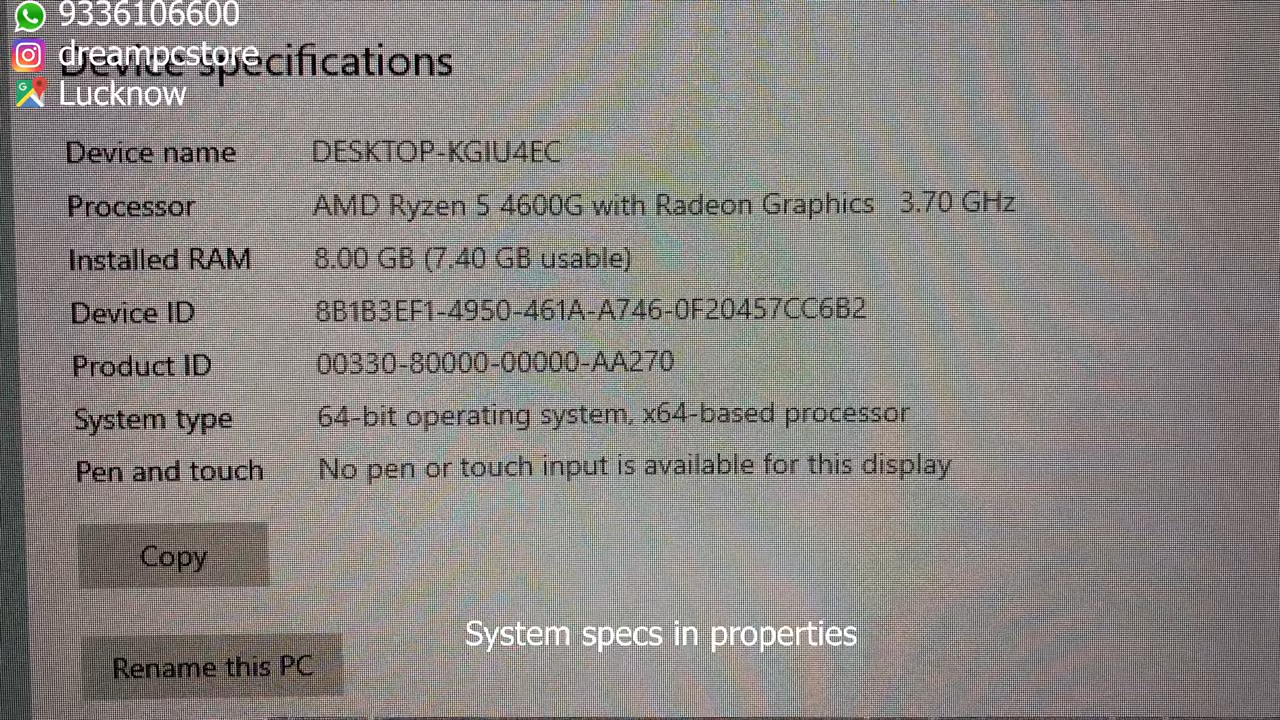 9336106600
dreampcstore
Device specifications
Lucknow
Device name DESKTOP-KGIU4EC
Processor AMD Ryzen 5 4600G with Radeon Graphics 3.70 GHz
Installed RAM 8.00 GB (7.40 GB usable)
Device ID 8B1B3EF1-4950-461A-A746-0F20457CC6B2
Product ID 00330-80000-00000-AA270
System type 64-bit operating system, x64-based processor
Pen and touch No pen or touch input is available for this display
Copy
System specs in properties
Rename this PC